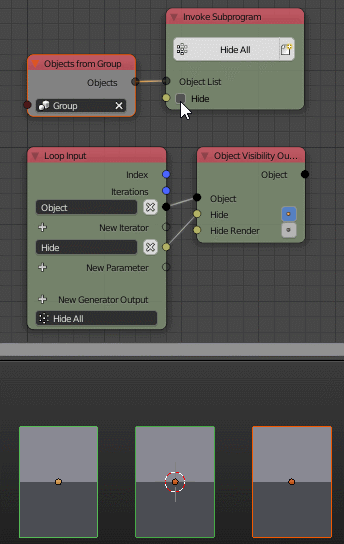 Invoke Subprogram
Hide All
Object List
Hide
Objects from Group
Objects
Group
Loop Input
Index
Iterations
Object
New Iterator
Hide
New Parameter
New Generator Output
Hide All
Object Visibility Ou...
Object
Object
Hide
Hide Render